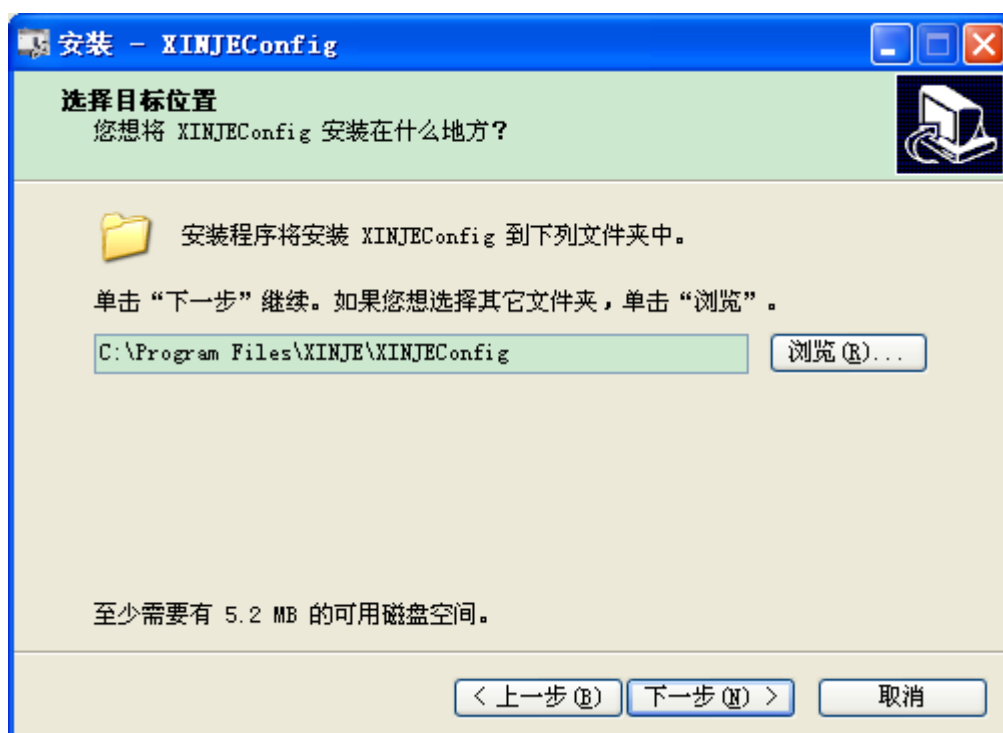 安装 - XINJEConfig
选择目标位置
您想将 XINJEConfig 安装在什么地方?
安装程序将安装 XINJEConfig 到下列文件夹中。
单击“下一步”继续。如果您想选择其它文件夹,单击“浏览”。
C:\Program Files\XINJE\XINJEConfig
浏览(R)...
至少需要有 5.2 MB 的可用磁盘空间。
< 上一步(B) 下一步(N) > 取消